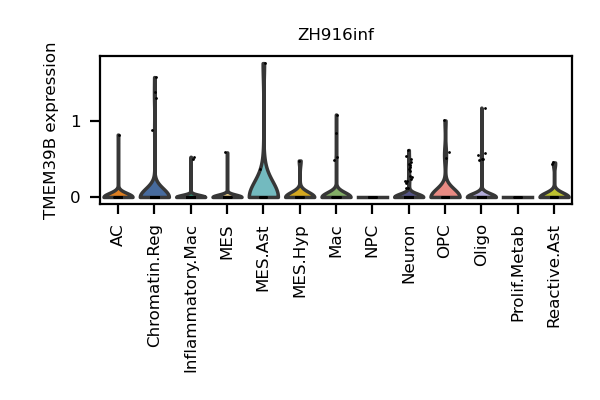 ZH916inf
TMEM39B expression
1
0
AC
Chromatin.Reg
Inflammatory.Mac
MES
MES.Ast
MES.Hyp
Mac
NPC
Neuron
OPC
Oligo
Prolif.Metab
Reactive.Ast